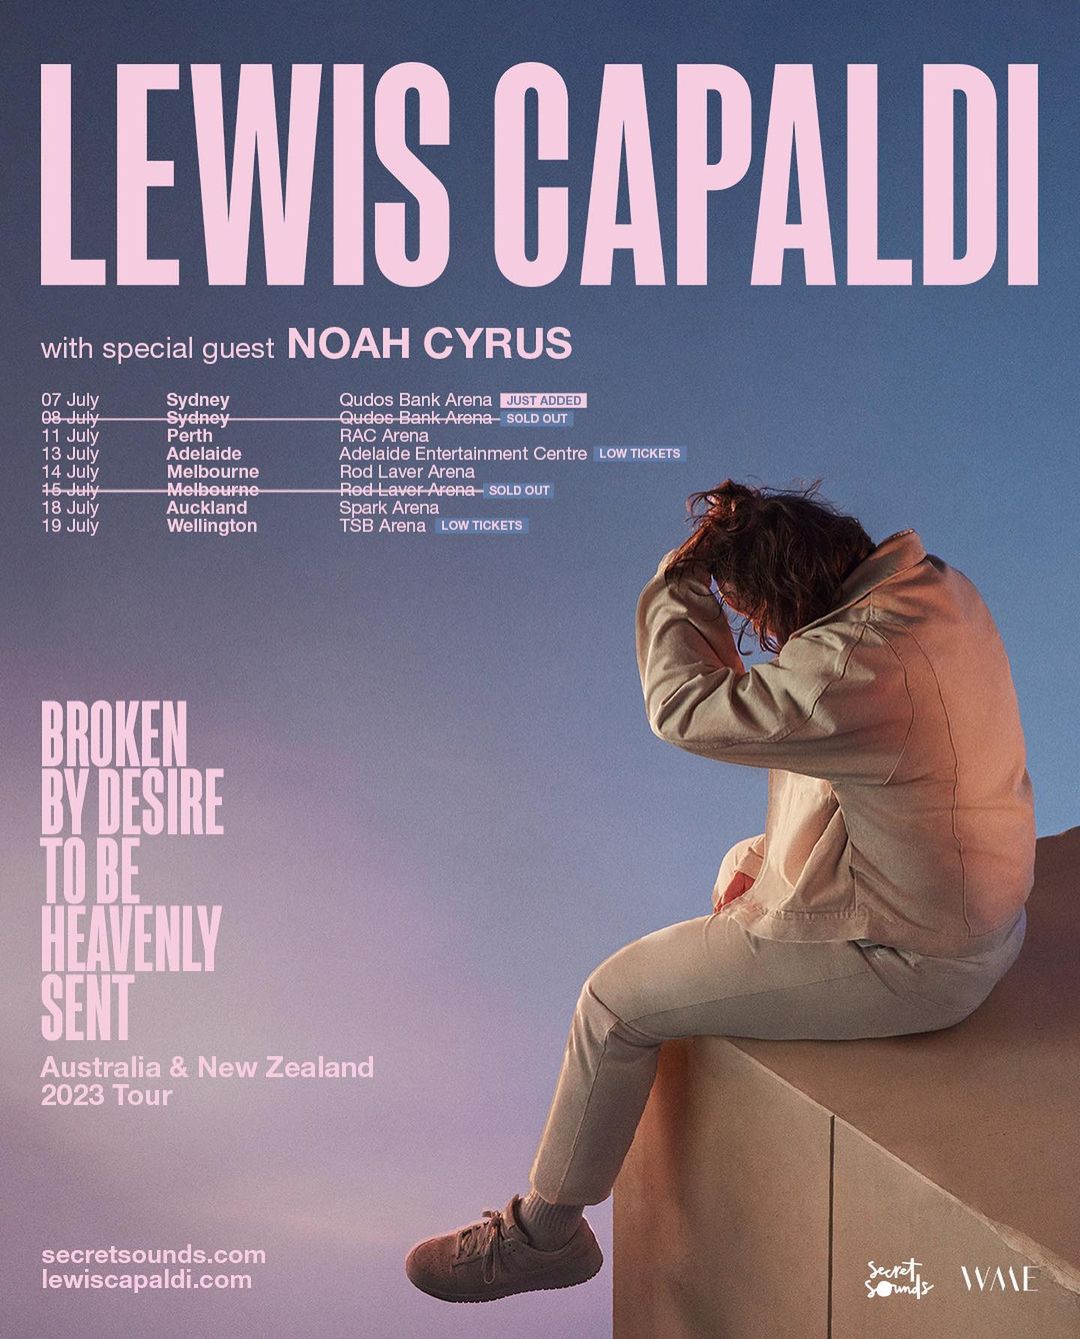 LEWIS CAPALDI
with special guest NOAH CYRUS
07 July Sydney Qudos Bank Arena JUST ADDED
08 July Sydney Qudos Bank Arena SOLD OUT
11 July Perth RAC Arena
13 July Adelaide Adelaide Entertainment Centre LOW TICKETS
14 July Melbourne Rod Laver Arena
15 July Melbourne Rod Laver Arena SOLD OUT
18 July Auckland Spark Arena
19 July Wellington TSB Arena LOW TICKETS
BROKEN
BY DESIRE
TO BE
HEAVENLY
SENT
Australia & New Zealand
2023 Tour
secretsounds.com
lewiscapaldi.com
Secret
Sounds
WME